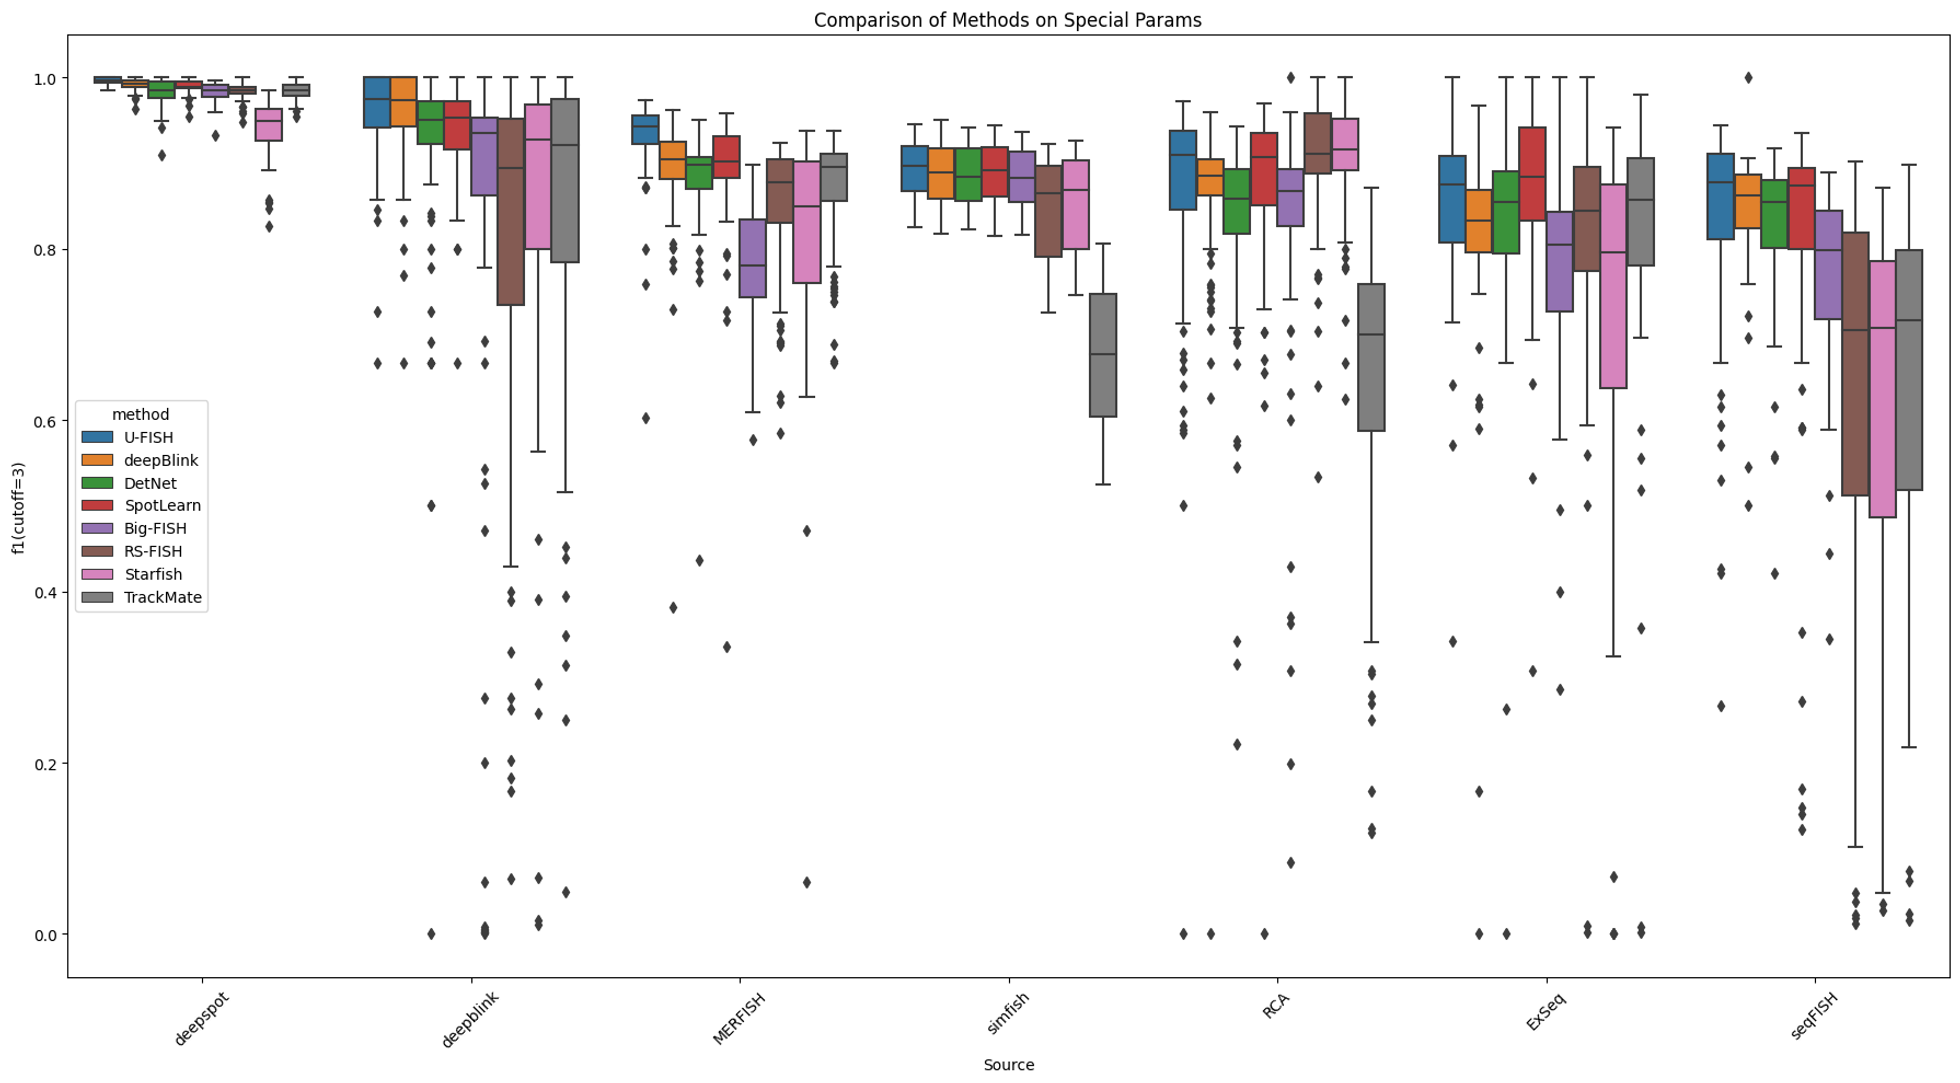 Comparison of Methods on Special Params
f1(cutoff=3)
1.0
0.8
0.6
0.4
0.2
0.0
method
U-FISH
deepBlink
DetNet
SpotLearn
Big-FISH
RS-FISH
Starfish
TrackMate
deepspot
deepblink
MERFISH
simfish
RCA
ExSeq
seqFISH
Source